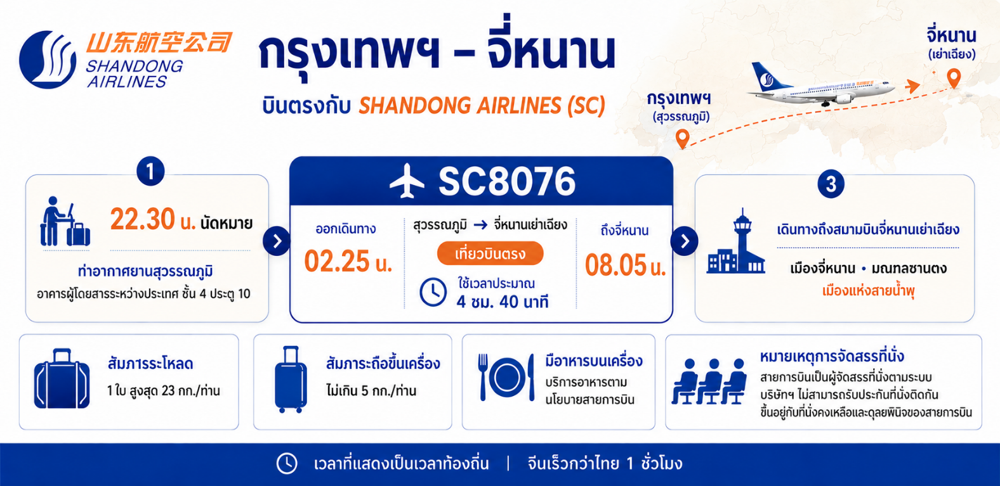 山东航空公司
SHANDONG
AIRLINES
กรุงเทพฯ – จี่หนาน
บินตรงกับ SHANDONG AIRLINES (SC)
กรุงเทพฯ
(สุวรรณภูมิ)
จี่หนาน
(เย่าเฉียง)
1
22.30 น. นัดหมาย
ท่าอากาศยานสุวรรณภูมิ
อาคารผู้โดยสารระหว่างประเทศ ชั้น 4 ประตู 10
SC8076
ออกเดินทาง
02.25 น.
สุวรรณภูมิ → จี่หนานเย่าเฉียง
เที่ยวบินตรง
ใช้เวลาประมาณ
4 ชม. 40 นาที
ถึงจี่หนาน
08.05 น.
3
เดินทางถึงสนามบินจี่หนานเย่าเฉียง
เมืองจี่หนาน • มณฑลซานตง
เมืองแห่งสายน้ำพุ
สัมภารระโหลด
1 ใบ สูงสุด 23 กก./ท่าน
สัมภาระถือขึ้นเครื่อง
ไม่เกิน 5 กก./ท่าน
มีอาหารบนเครื่อง
บริการอาหารตาม
นโยบายสายการบิน
หมายเหตุการจัดสรรที่นั่ง
สายการบินเป็นผู้จัดสรรที่นั่งตามระบบ
บริษัทฯ ไม่สามารถรับประกันที่นั่งติดกัน
ขึ้นอยู่กับที่นั่งคงเหลือและดุลยพินิจของสายการบิน
เวลาที่แสดงเป็นเวลาท้องถิ่น | จีนเร็วกว่าไทย 1 ชั่วโมง